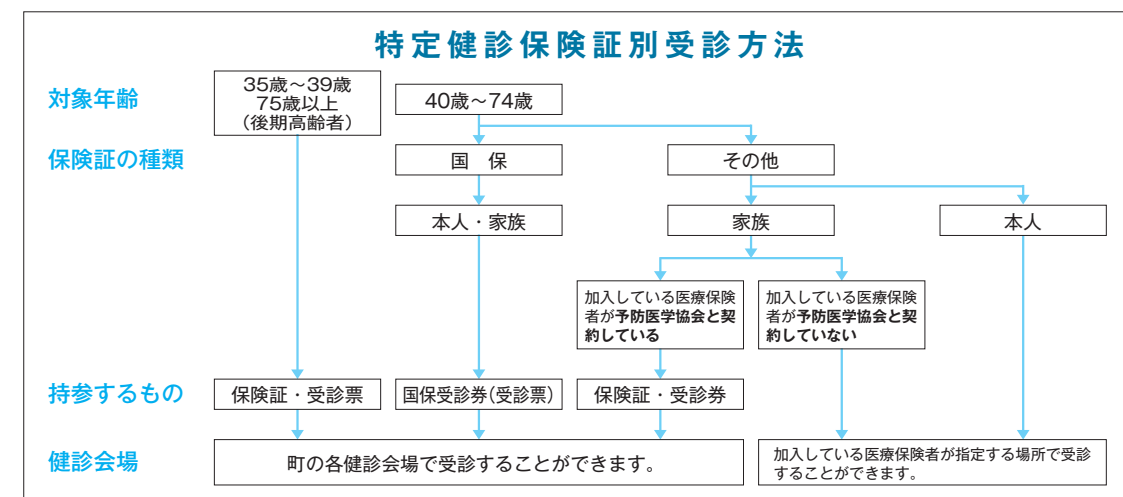 特定健診保険証別受診方法
対象年齢
35歳～39歳
75歳以上
（後期高齢者）
40歳～74歳
保険証の種類
国　保
その他
本人・家族
家族
本人
加入している医療保険
者が予防医学協会と契
約している
加入している医療保険
者が予防医学協会と契
約していない
持参するもの
保険証・受診票
国保受診券（受診票）
保険証・受診券
健診会場
町の各健診会場で受診することができます。
加入している医療保険者が指定する場所で受診
することができます。